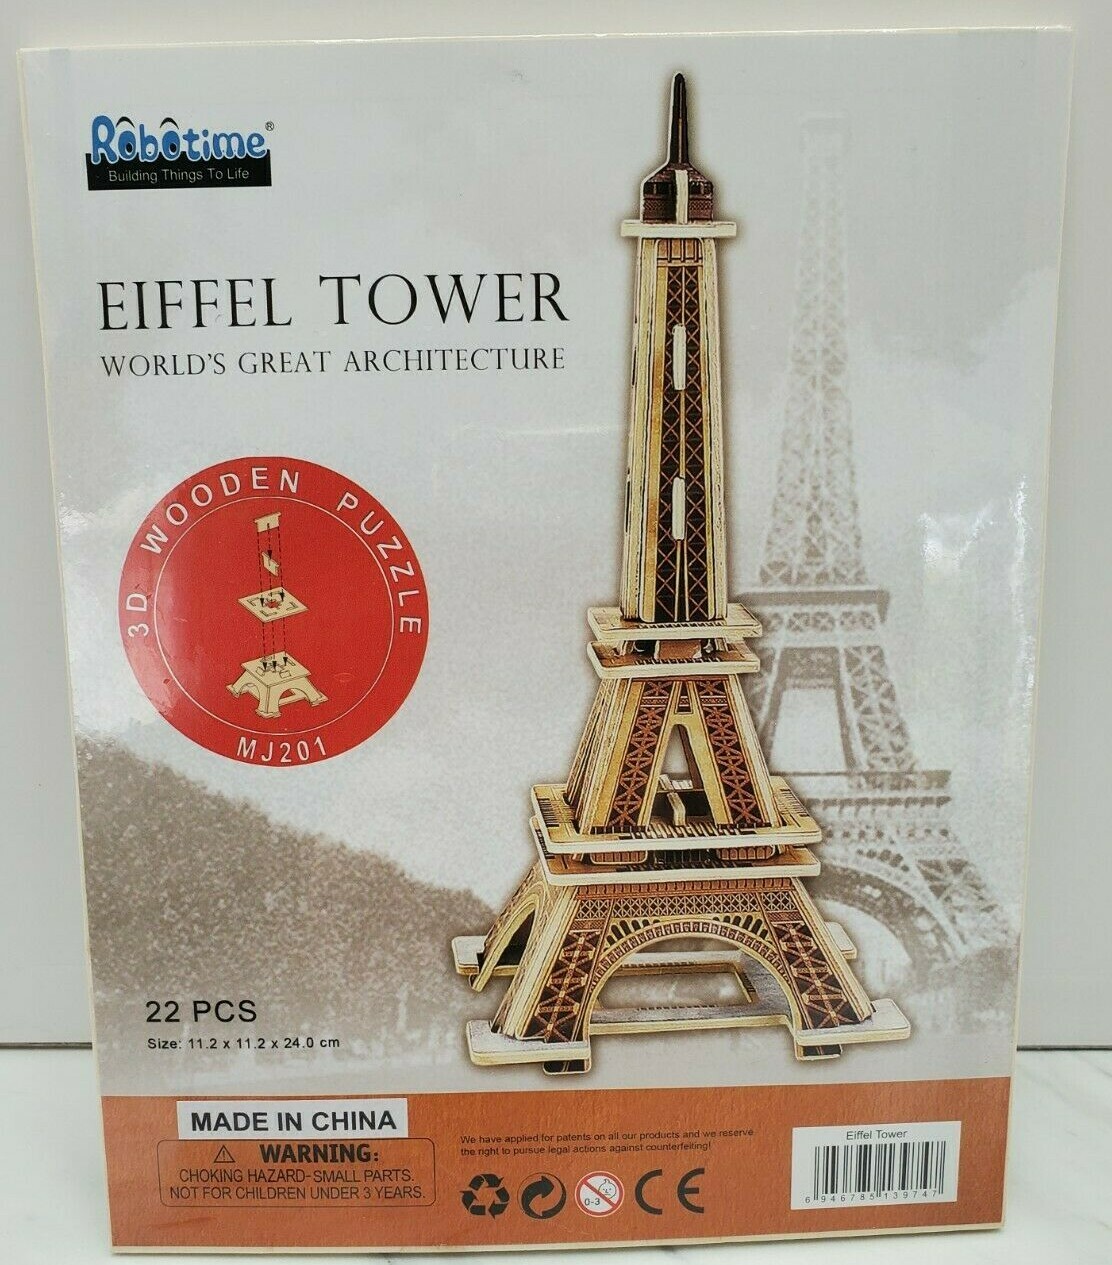 Robotime®
Building Things To Life
EIFFEL TOWER
WORLD'S GREAT ARCHITECTURE
3D WOODEN PUZZLE
MJ201
22 PCS
Size: 11.2 x 11.2 x 24.0 cm
MADE IN CHINA
⚠ WARNING:
CHOKING HAZARD-SMALL PARTS.
NOT FOR CHILDREN UNDER 3 YEARS.
We have applied for patents on all our products and we reserve
the right to pursue legal actions against counterfeiting!
0-3
CE
Eiffel Tower
6 946785 139747